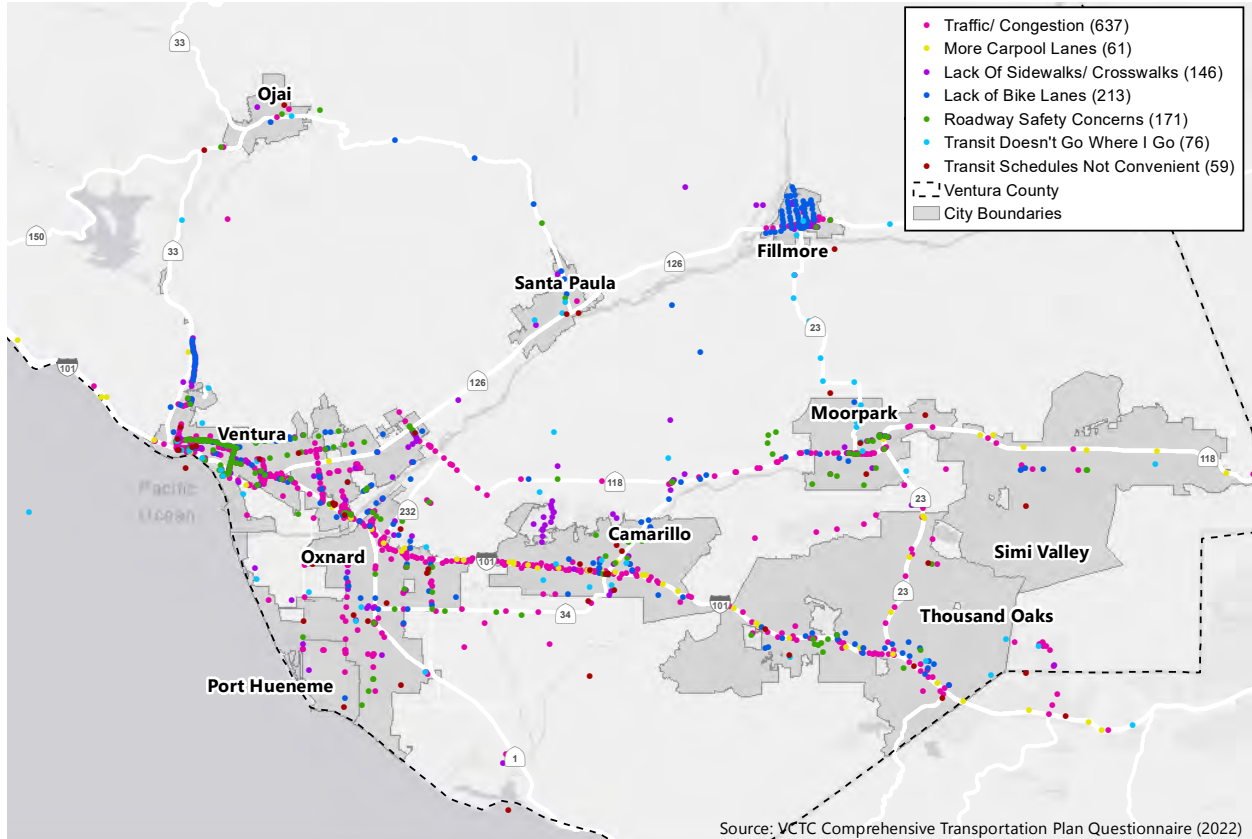 Traffic/ Congestion (637)
More Carpool Lanes (61)
Lack Of Sidewalks/ Crosswalks (146)
Lack of Bike Lanes (213)
Roadway Safety Concerns (171)
Transit Doesn't Go Where I Go (76)
Transit Schedules Not Convenient (59)
Ventura County
City Boundaries
33
Ojai
150
33
Fillmore
126
Santa Paula
23
101
126
Moorpark
Ventura
118
118
Pacific
Ocean
232
23
Camarillo
Oxnard
101
Simi Valley
101
23
34
Thousand Oaks
Port Hueneme
1
Source: VCTC Comprehensive Transportation Plan Questionnaire (2022)